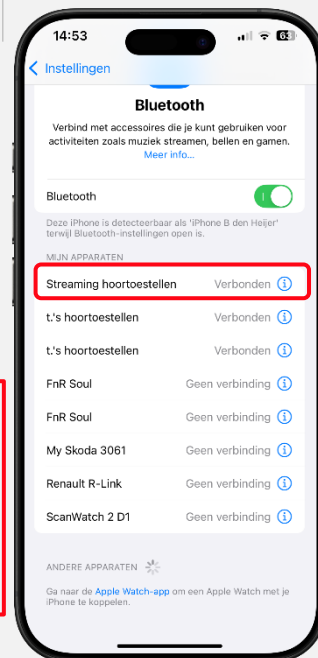 14:53
63
Instellingen
Bluetooth
Verbind met accessoires die je kunt gebruiken voor
activiteiten zoals muziek streamen, bellen en gamen.
Meer info...
Bluetooth
Deze iPhone is detecteerbaar als 'iPhone B den Heijer'
terwijl Bluetooth-instellingen open is.
MIJN APPARATEN
Streaming hoortoestellen Verbonden
t.'s hoortoestellen Verbonden
t.'s hoortoestellen Verbonden
FnR Soul Geen verbinding
FnR Soul Geen verbinding
My Skoda 3061 Geen verbinding
Renault R-Link Geen verbinding
ScanWatch 2 D1 Geen verbinding
ANDERE APPARATEN
Ga naar de Apple Watch-app om een Apple Watch met je
iPhone te koppelen.